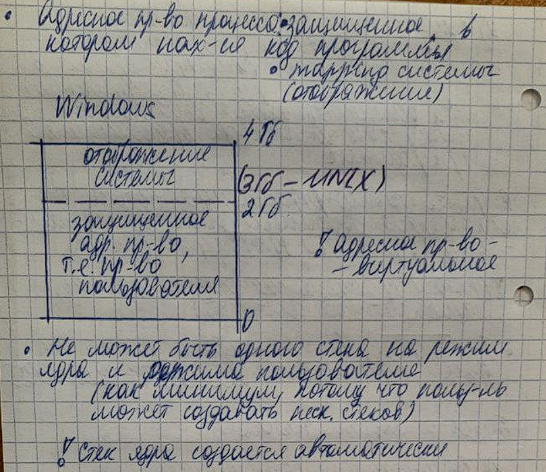 • Адресное пр-во процесса: • защищенное, в
котором нах-ся код программы
• mapping системы
(отображение)
Windows
4 Гб
отображение
системы
(3Гб - UNIX)
2 Гб
защищенное
адр. пр-во,
т.е. пр-во
пользователя
! адресное пр-во -
- виртуальное
0
• Не может быть одного стека на режим
ядра и режима пользователя
(как минимум, потому что польз-ль
может создавать неск. стеков)
! Стек ядра создается автоматически